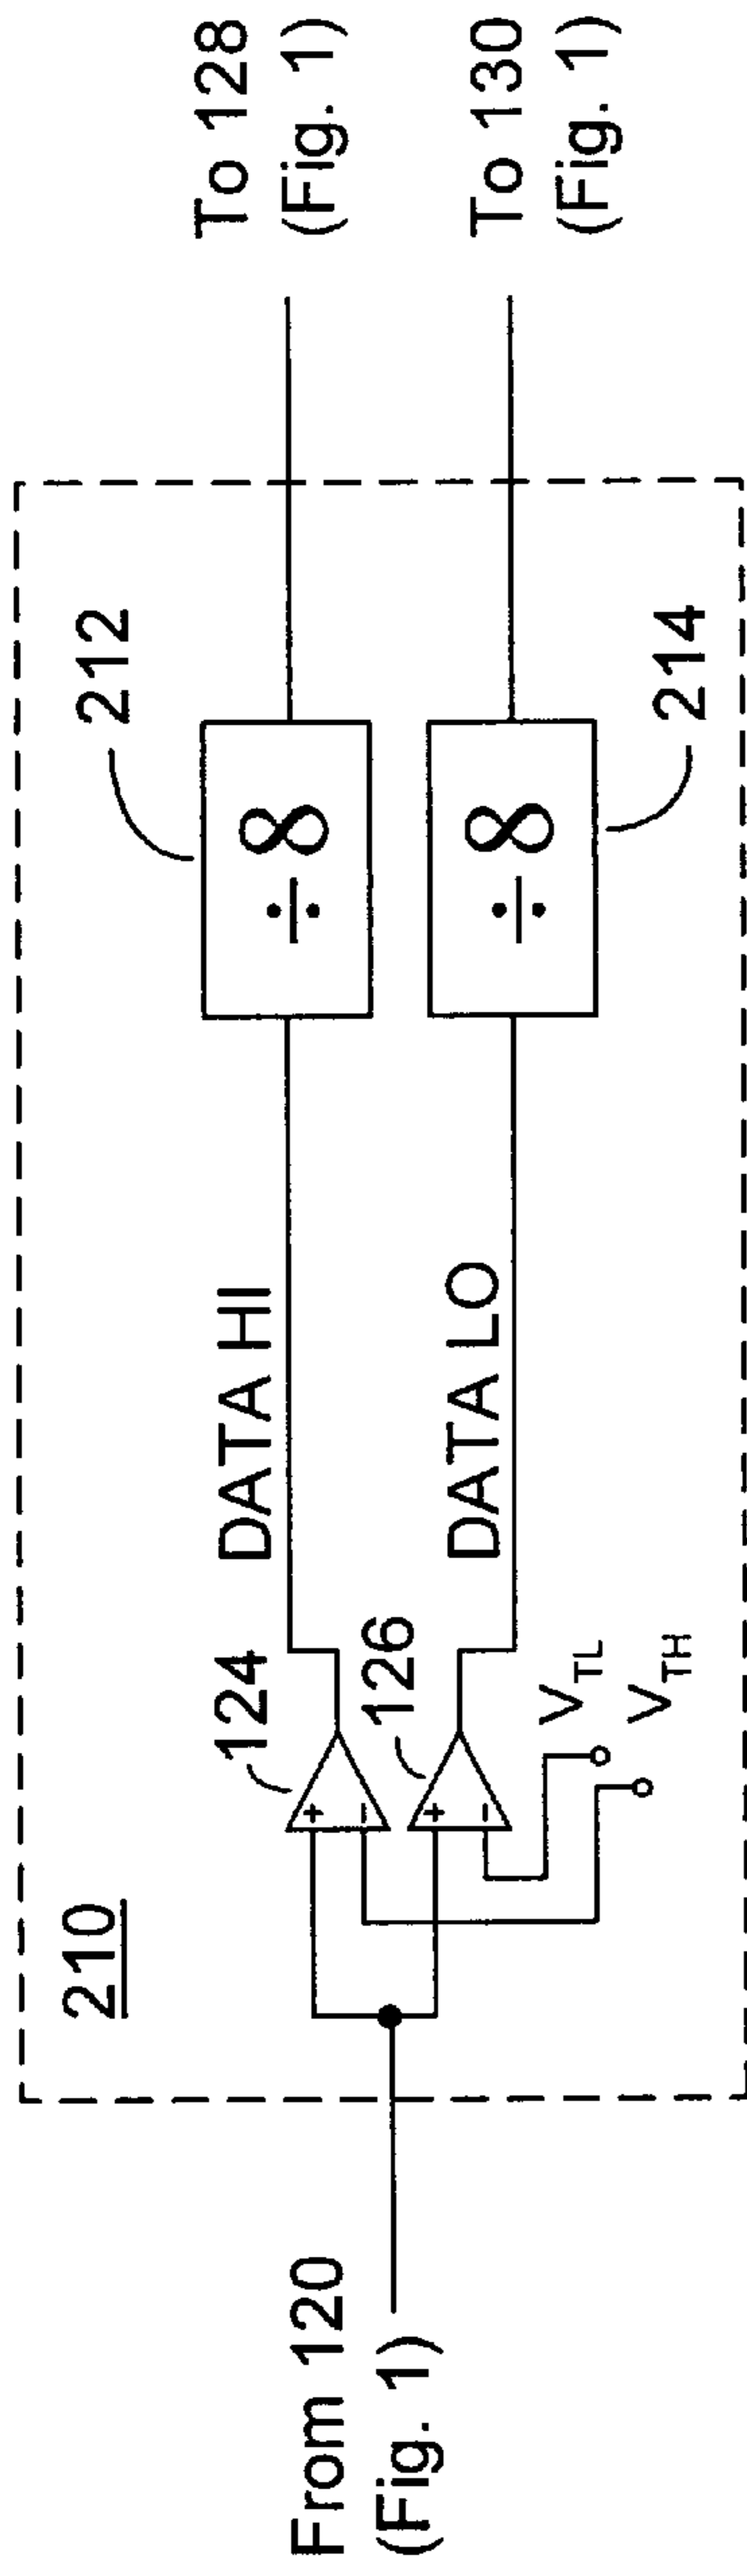 From 120
(Fig. 1)
210
124
126
+
−
+
−
V_TL
V_TH
DATA HI
DATA LO
212
÷ 8
÷ 8
214
To 128
(Fig. 1)
To 130
(Fig. 1)